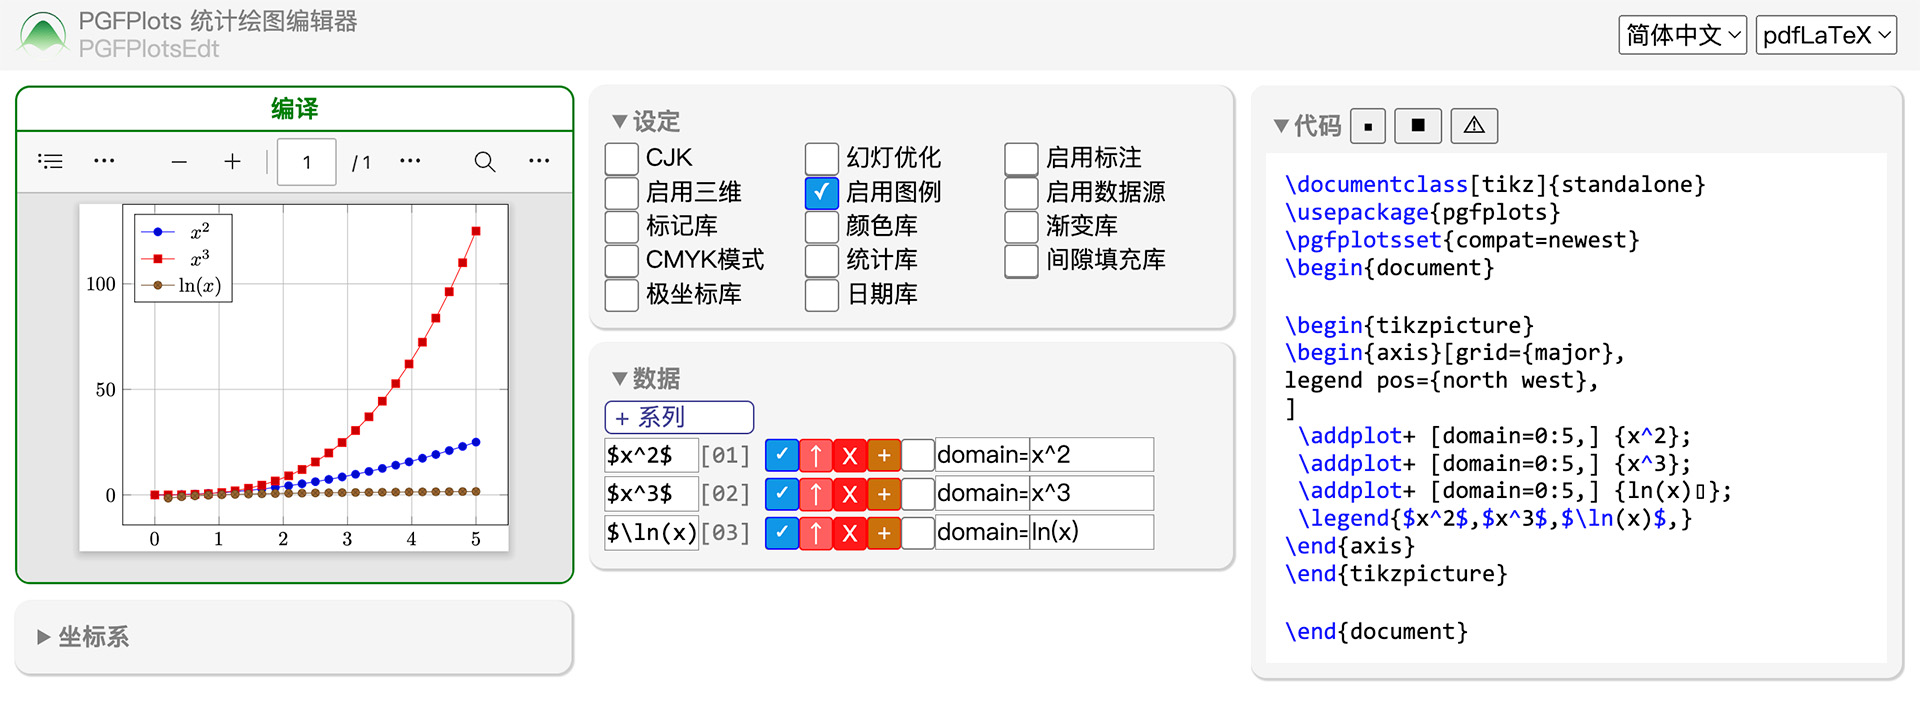 PGFPlots 统计绘图编辑器
PGFPlotsEdt
简体中文
pdfLaTeX
编译
1 / 1
x²
x³
ln(x)
100
50
0
0 1 2 3 4 5
坐标系
设定
CJK 幻灯优化 启用标注
启用三维 启用图例 启用数据源
标记库 颜色库 渐变库
CMYK模式 统计库 间隙填充库
极坐标库 日期库
数据
+ 系列
$x^2$ [01] ✓ ↑ X + domain= x^2
$x^3$ [02] ✓ ↑ X + domain= x^3
$\ln(x) [03] ✓ ↑ X + domain= ln(x)
代码
\documentclass[tikz]{standalone}
\usepackage{pgfplots}
\pgfplotsset{compat=newest}
\begin{document}
\begin{tikzpicture}
\begin{axis}[grid={major},
legend pos={north west},
]
\addplot+ [domain=0:5,] {x^2};
\addplot+ [domain=0:5,] {x^3};
\addplot+ [domain=0:5,] {ln(x)▯};
\legend{$x^2$,$x^3$,$\ln(x)$,}
\end{axis}
\end{tikzpicture}
\end{document}